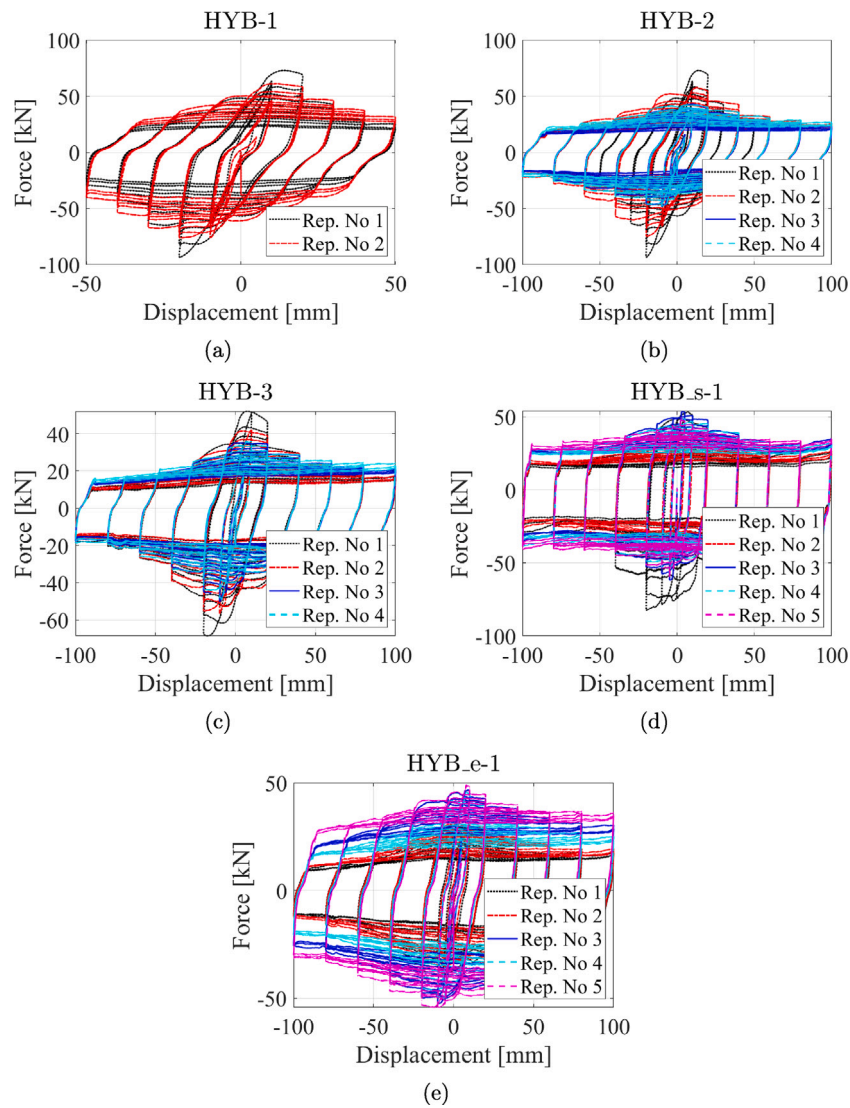 HYB-1
100
50
0
-50
-100
Force [kN]
Rep. No 1
Rep. No 2
-50
0
50
Displacement [mm]
(a)
HYB-2
100
50
0
-50
-100
Force [kN]
Rep. No 1
Rep. No 2
Rep. No 3
Rep. No 4
-100
-50
0
50
100
Displacement [mm]
(b)
HYB-3
40
20
0
-20
-40
-60
Force [kN]
Rep. No 1
Rep. No 2
Rep. No 3
Rep. No 4
-100
-50
0
50
100
Displacement [mm]
(c)
HYB_s-1
50
0
-50
-100
Force [kN]
Rep. No 1
Rep. No 2
Rep. No 3
Rep. No 4
Rep. No 5
-100
-50
0
50
100
Displacement [mm]
(d)
HYB_e-1
50
0
-50
Force [kN]
Rep. No 1
Rep. No 2
Rep. No 3
Rep. No 4
Rep. No 5
-100
-50
0
50
100
Displacement [mm]
(e)